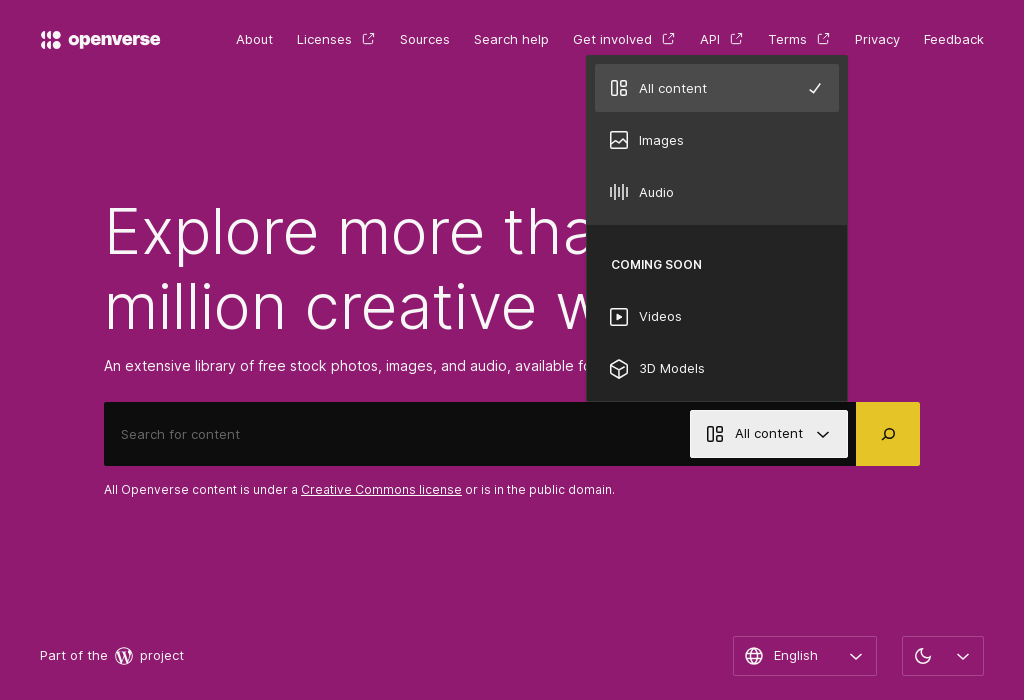 openverse
About
Licenses
Sources
Search help
Get involved
API
Terms
Privacy
Feedback
All content
Images
Audio
COMING SOON
Videos
3D Models
Explore more
million creative
An extensive library of free stock photos, images, and audio, available
Search for content
All content
All Openverse content is under a Creative Commons license or is in the public domain.
Part of the
project
English